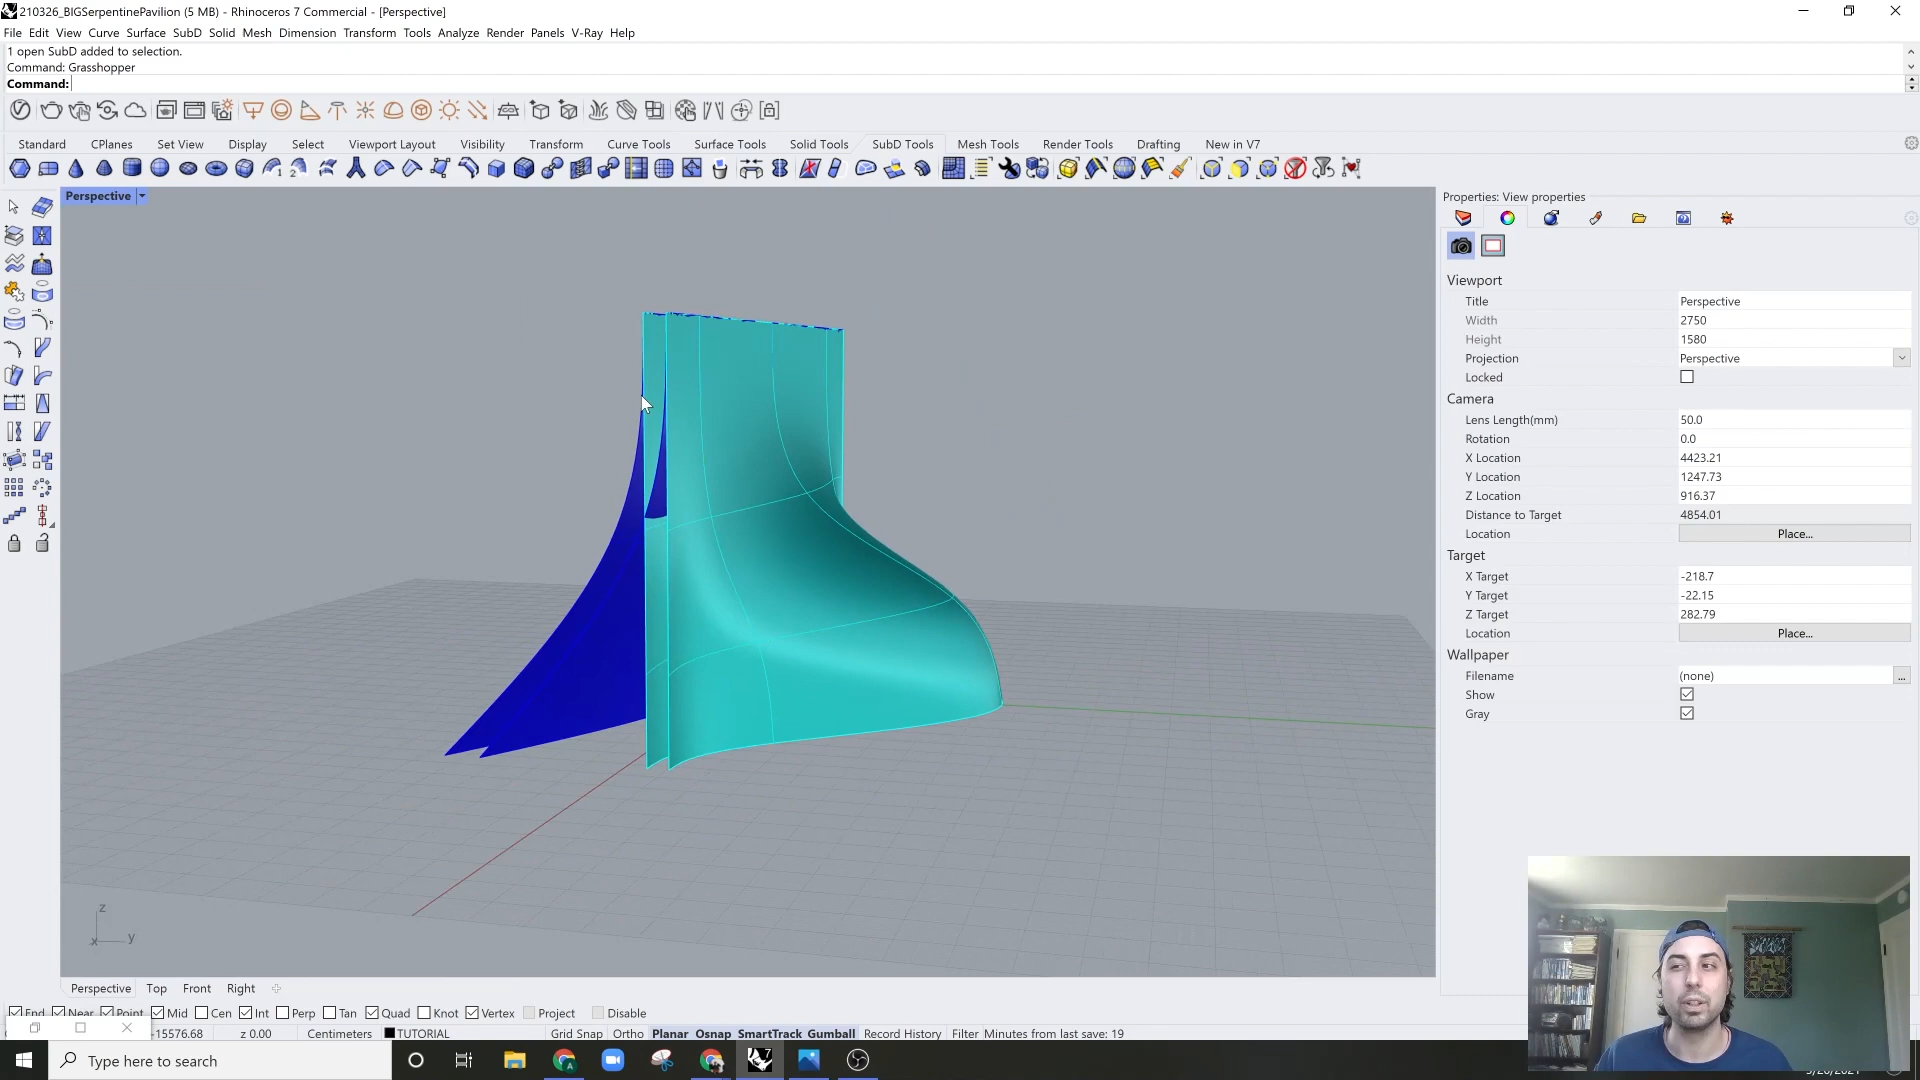 210326_BIGSerpentinePavilion (5 MB) - Rhinoceros 7 Commercial - [Perspective]
File Edit View Curve Surface SubD Solid Mesh Dimension Transform Tools Analyze Render Panels V-Ray Help
1 open SubD added to selection.
Command: Grasshopper
Command:
Standard CPlanes Set View Display Select Viewport Layout Visibility Transform Curve Tools Surface Tools Solid Tools SubD Tools Mesh Tools Render Tools Drafting New in V7
Perspective
Properties: View properties
Viewport
Title Perspective
Width 2750
Height 1580
Projection Perspective
Locked
Camera
Lens Length(mm) 50.0
Rotation 0.0
X Location 4423.21
Y Location 1247.73
Z Location 916.37
Distance to Target 4854.01
Location Place...
Target
X Target -218.7
Y Target -22.15
Z Target 282.79
Location Place...
Wallpaper
Filename (none) ...
Show
Gray
z
x y
Perspective Top Front Right
End Near Point Mid Cen Int Perp Tan Quad Knot Vertex Project Disable
-15576.68 z 0.00 Centimeters TUTORIAL Grid Snap Ortho Planar Osnap SmartTrack Gumball Record History Filter Minutes from last save: 19
Type here to search